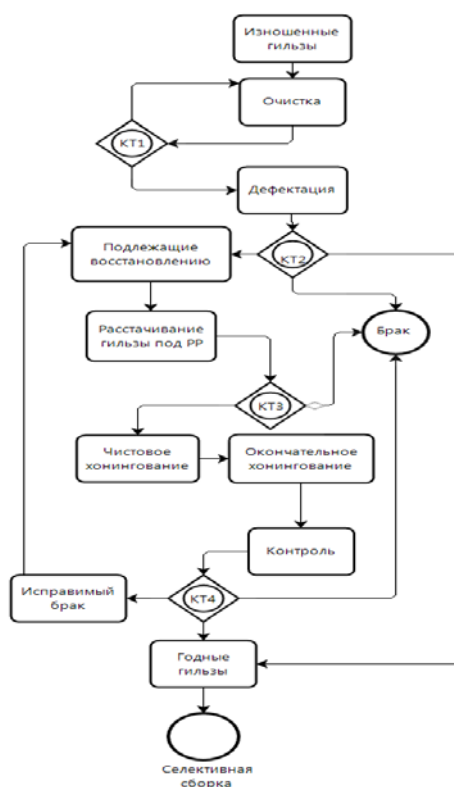 Изношенные
гильзы
Очистка
КТ1
Дефектация
Подлежащие
восстановлению
КТ2
Расстачивание
гильзы под РР
Брак
КТ3
Чистовое
хонингование
Окончательное
хонингование
Контроль
Исправимый
брак
КТ4
Годные
гильзы
Селективная
сборка